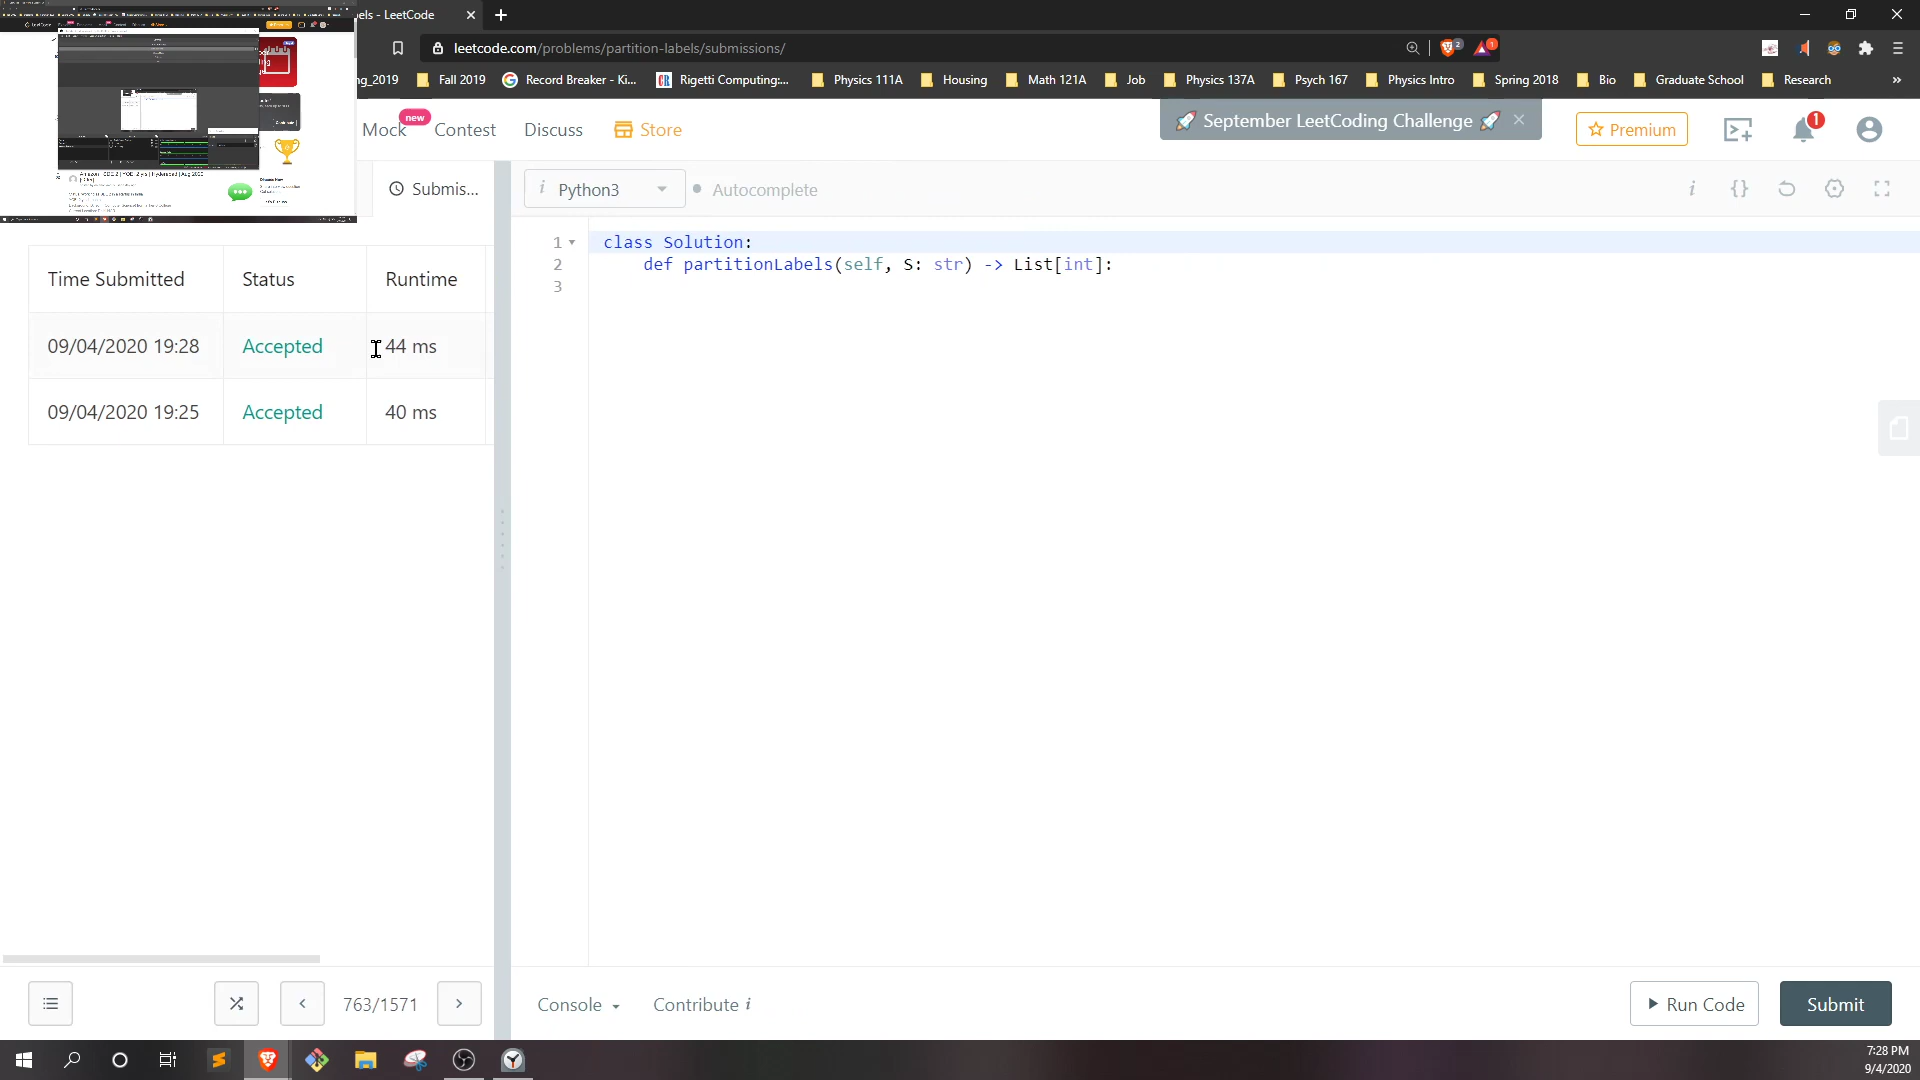 els - LeetCode
leetcode.com/problems/partition-labels/submissions/
2
1
g_2019
Fall 2019
Record Breaker - Ki...
Rigetti Computing:...
Physics 111A
Housing
Math 121A
Job
Physics 137A
Psych 167
Physics Intro
Spring 2018
Bio
Graduate School
Research
»
Mock
new
Contest
Discuss
Store
September LeetCoding Challenge
Premium
1
Submis...
i Python3
Autocomplete
i {}
Time Submitted Status Runtime
09/04/2020 19:28 Accepted 44 ms
09/04/2020 19:25 Accepted 40 ms
1 class Solution:
2 def partitionLabels(self, S: str) -> List[int]:
3
763/1571
Console
Contribute i
Run Code
Submit
7:28 PM
9/4/2020